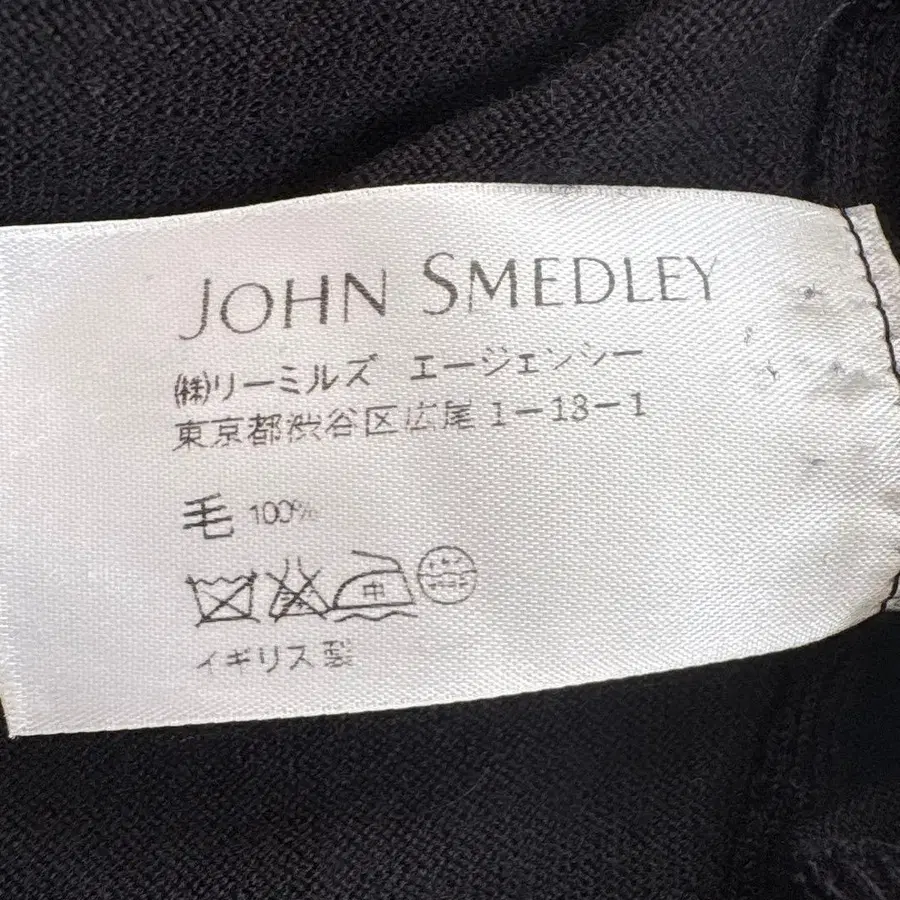 JOHN SMEDLEY
㈱リーミルズ エージェンシー
東京都渋谷区広尾1-13-1
毛 100%
中
イギリス製